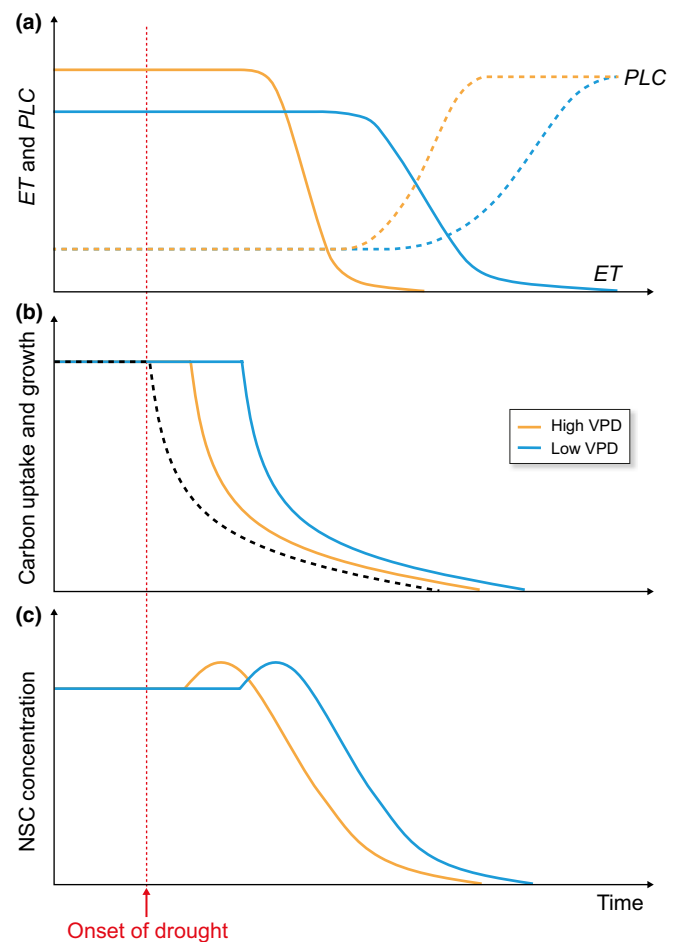 (a)
ET and PLC
PLC
ET
(b)
Carbon uptake and growth
High VPD
Low VPD
(c)
NSC concentration
Time
Onset of drought